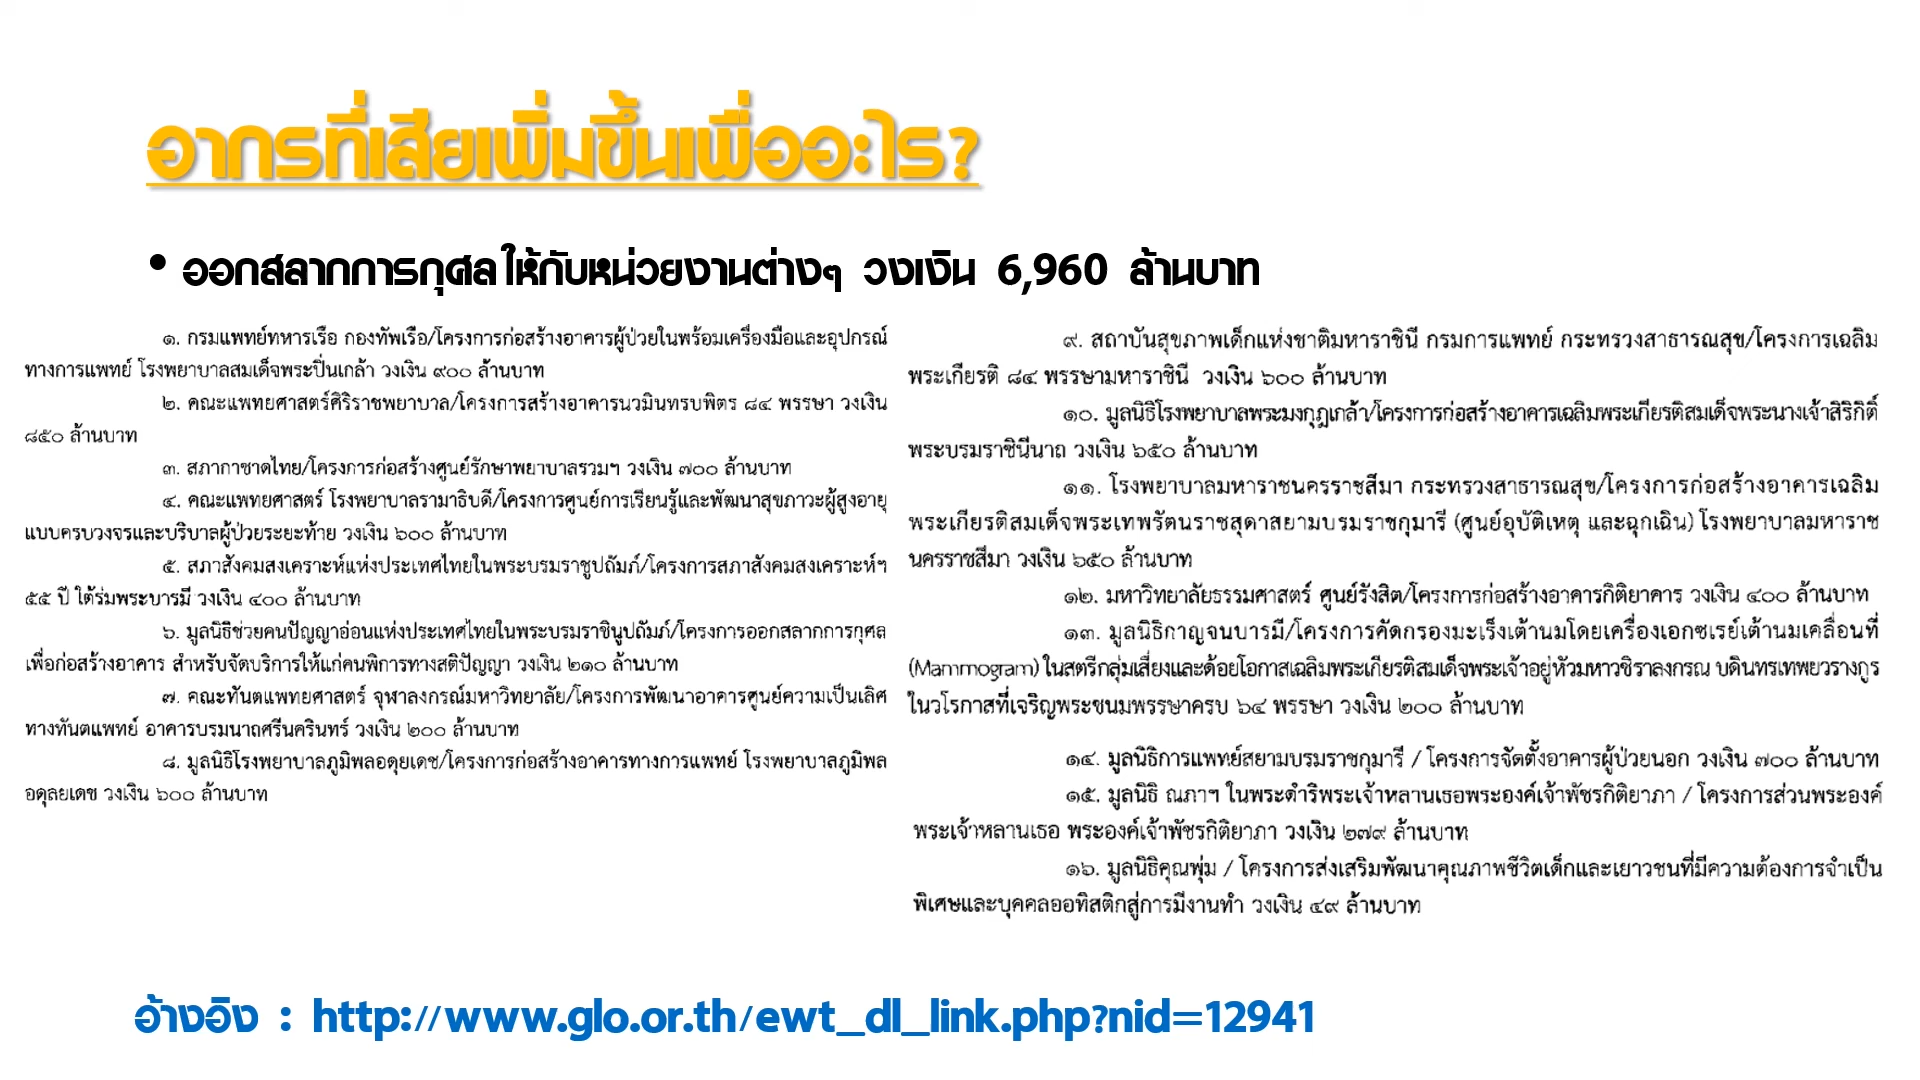 อากรที่เสียเพิ่มขึ้นเพื่ออะไร?
• ออกสลากการกุศลให้กับหน่วยงานต่างๆ วงเงิน 6,960 ล้านบาท
๑. กรมแพทย์ทหารเรือ กองทัพเรือ/โครงการก่อสร้างอาคารผู้ป่วยในพร้อมเครื่องมือและอุปกรณ์
ทางการแพทย์ โรงพยาบาลสมเด็จพระปิ่นเกล้า วงเงิน ๙๐๐ ล้านบาท
๒. คณะแพทยศาสตร์ศิริราชพยาบาล/โครงการสร้างอาคารนวมินทรบพิตร ๘๔ พรรษา วงเงิน
๘๕๐ ล้านบาท
๓. สภากาชาดไทย/โครงการก่อสร้างศูนย์รักษาพยาบาลรวมฯ วงเงิน ๗๐๐ ล้านบาท
๔. คณะแพทยศาสตร์ โรงพยาบาลรามาธิบดี/โครงการศูนย์การเรียนรู้และพัฒนาสุขภาวะผู้สูงอายุ
แบบครบวงจรและบริบาลผู้ป่วยระยะท้าย วงเงิน ๖๐๐ ล้านบาท
๕. สภาสังคมสงเคราะห์แห่งประเทศไทยในพระบรมราชูปถัมภ์/โครงการสภาสังคมสงเคราะห์ฯ
๕๕ ปี ใต้ร่มพระบารมี วงเงิน ๔๐๐ ล้านบาท
๖. มูลนิธิช่วยคนปัญญาอ่อนแห่งประเทศไทยในพระบรมราชินูปถัมภ์/โครงการออกสลากการกุศล
เพื่อก่อสร้างอาคาร สำหรับจัดบริการให้แก่คนพิการทางสติปัญญา วงเงิน ๒๑๐ ล้านบาท
๗. คณะทันตแพทยศาสตร์ จุฬาลงกรณ์มหาวิทยาลัย/โครงการพัฒนาอาคารศูนย์ความเป็นเลิศ
ทางทันตแพทย์ อาคารบรมนาถศรีนครินทร์ วงเงิน ๒๐๐ ล้านบาท
๘. มูลนิธิโรงพยาบาลภูมิพลอดุยเดช/โครงการก่อสร้างอาคารทางการแพทย์ โรงพยาบาลภูมิพล
อดุลยเดช วงเงิน ๖๐๐ ล้านบาท
๙. สถาบันสุขภาพเด็กแห่งชาติมหาราชินี กรมการแพทย์ กระทรวงสาธารณสุข/โครงการเฉลิม
พระเกียรติ ๘๔ พรรษามหาราชินี วงเงิน ๖๐๐ ล้านบาท
๑๐. มูลนิธิโรงพยาบาลพระมงกุฎเกล้า/โครงการก่อสร้างอาคารเฉลิมพระเกียรติสมเด็จพระนางเจ้าสิริกิติ์
พระบรมราชินีนาถ วงเงิน ๖๕๐ ล้านบาท
๑๑. โรงพยาบาลมหาราชนครราชสีมา กระทรวงสาธารณสุข/โครงการก่อสร้างอาคารเฉลิม
พระเกียรติสมเด็จพระเทพรัตนราชสุดาสยามบรมราชกุมารี (ศูนย์อุบัติเหตุ และฉุกเฉิน) โรงพยาบาลมหาราช
นครราชสีมา วงเงิน ๖๕๐ ล้านบาท
๑๒. มหาวิทยาลัยธรรมศาสตร์ ศูนย์รังสิต/โครงการก่อสร้างอาคารกิติยาคาร วงเงิน ๔๐๐ ล้านบาท
๑๓. มูลนิธิกาญจนบารมี/โครงการคัดกรองมะเร็งเต้านมโดยเครื่องเอกซเรย์เต้านมเคลื่อนที่
(Mammogram) ในสตรีกลุ่มเสี่ยงและด้อยโอกาสเฉลิมพระเกียรติสมเด็จพระเจ้าอยู่หัวมหาวชิราลงกรณ บดินทรเทพยวรางกูร
ในวโรกาสที่เจริญพระชนมพรรษาครบ ๖๔ พรรษา วงเงิน ๒๐๐ ล้านบาท
๑๔. มูลนิธิการแพทย์สยามบรมราชกุมารี / โครงการจัดตั้งอาคารผู้ป่วยนอก วงเงิน ๗๐๐ ล้านบาท
๑๕. มูลนิธิ ณภาฯ ในพระดำริพระเจ้าหลานเธอพระองค์เจ้าพัชรกิติยาภา / โครงการส่วนพระองค์
พระเจ้าหลานเธอ พระองค์เจ้าพัชรกิติยาภา วงเงิน ๒๗๙ ล้านบาท
๑๖. มูลนิธิคุณพุ่ม / โครงการส่งเสริมพัฒนาคุณภาพชีวิตเด็กและเยาวชนที่มีความต้องการจำเป็น
พิเศษและบุคคลออทิสติกสู่การมีงานทำ วงเงิน ๔๙ ล้านบาท
อ้างอิง : http://www.glo.or.th/ewt_dl_link.php?nid=12941